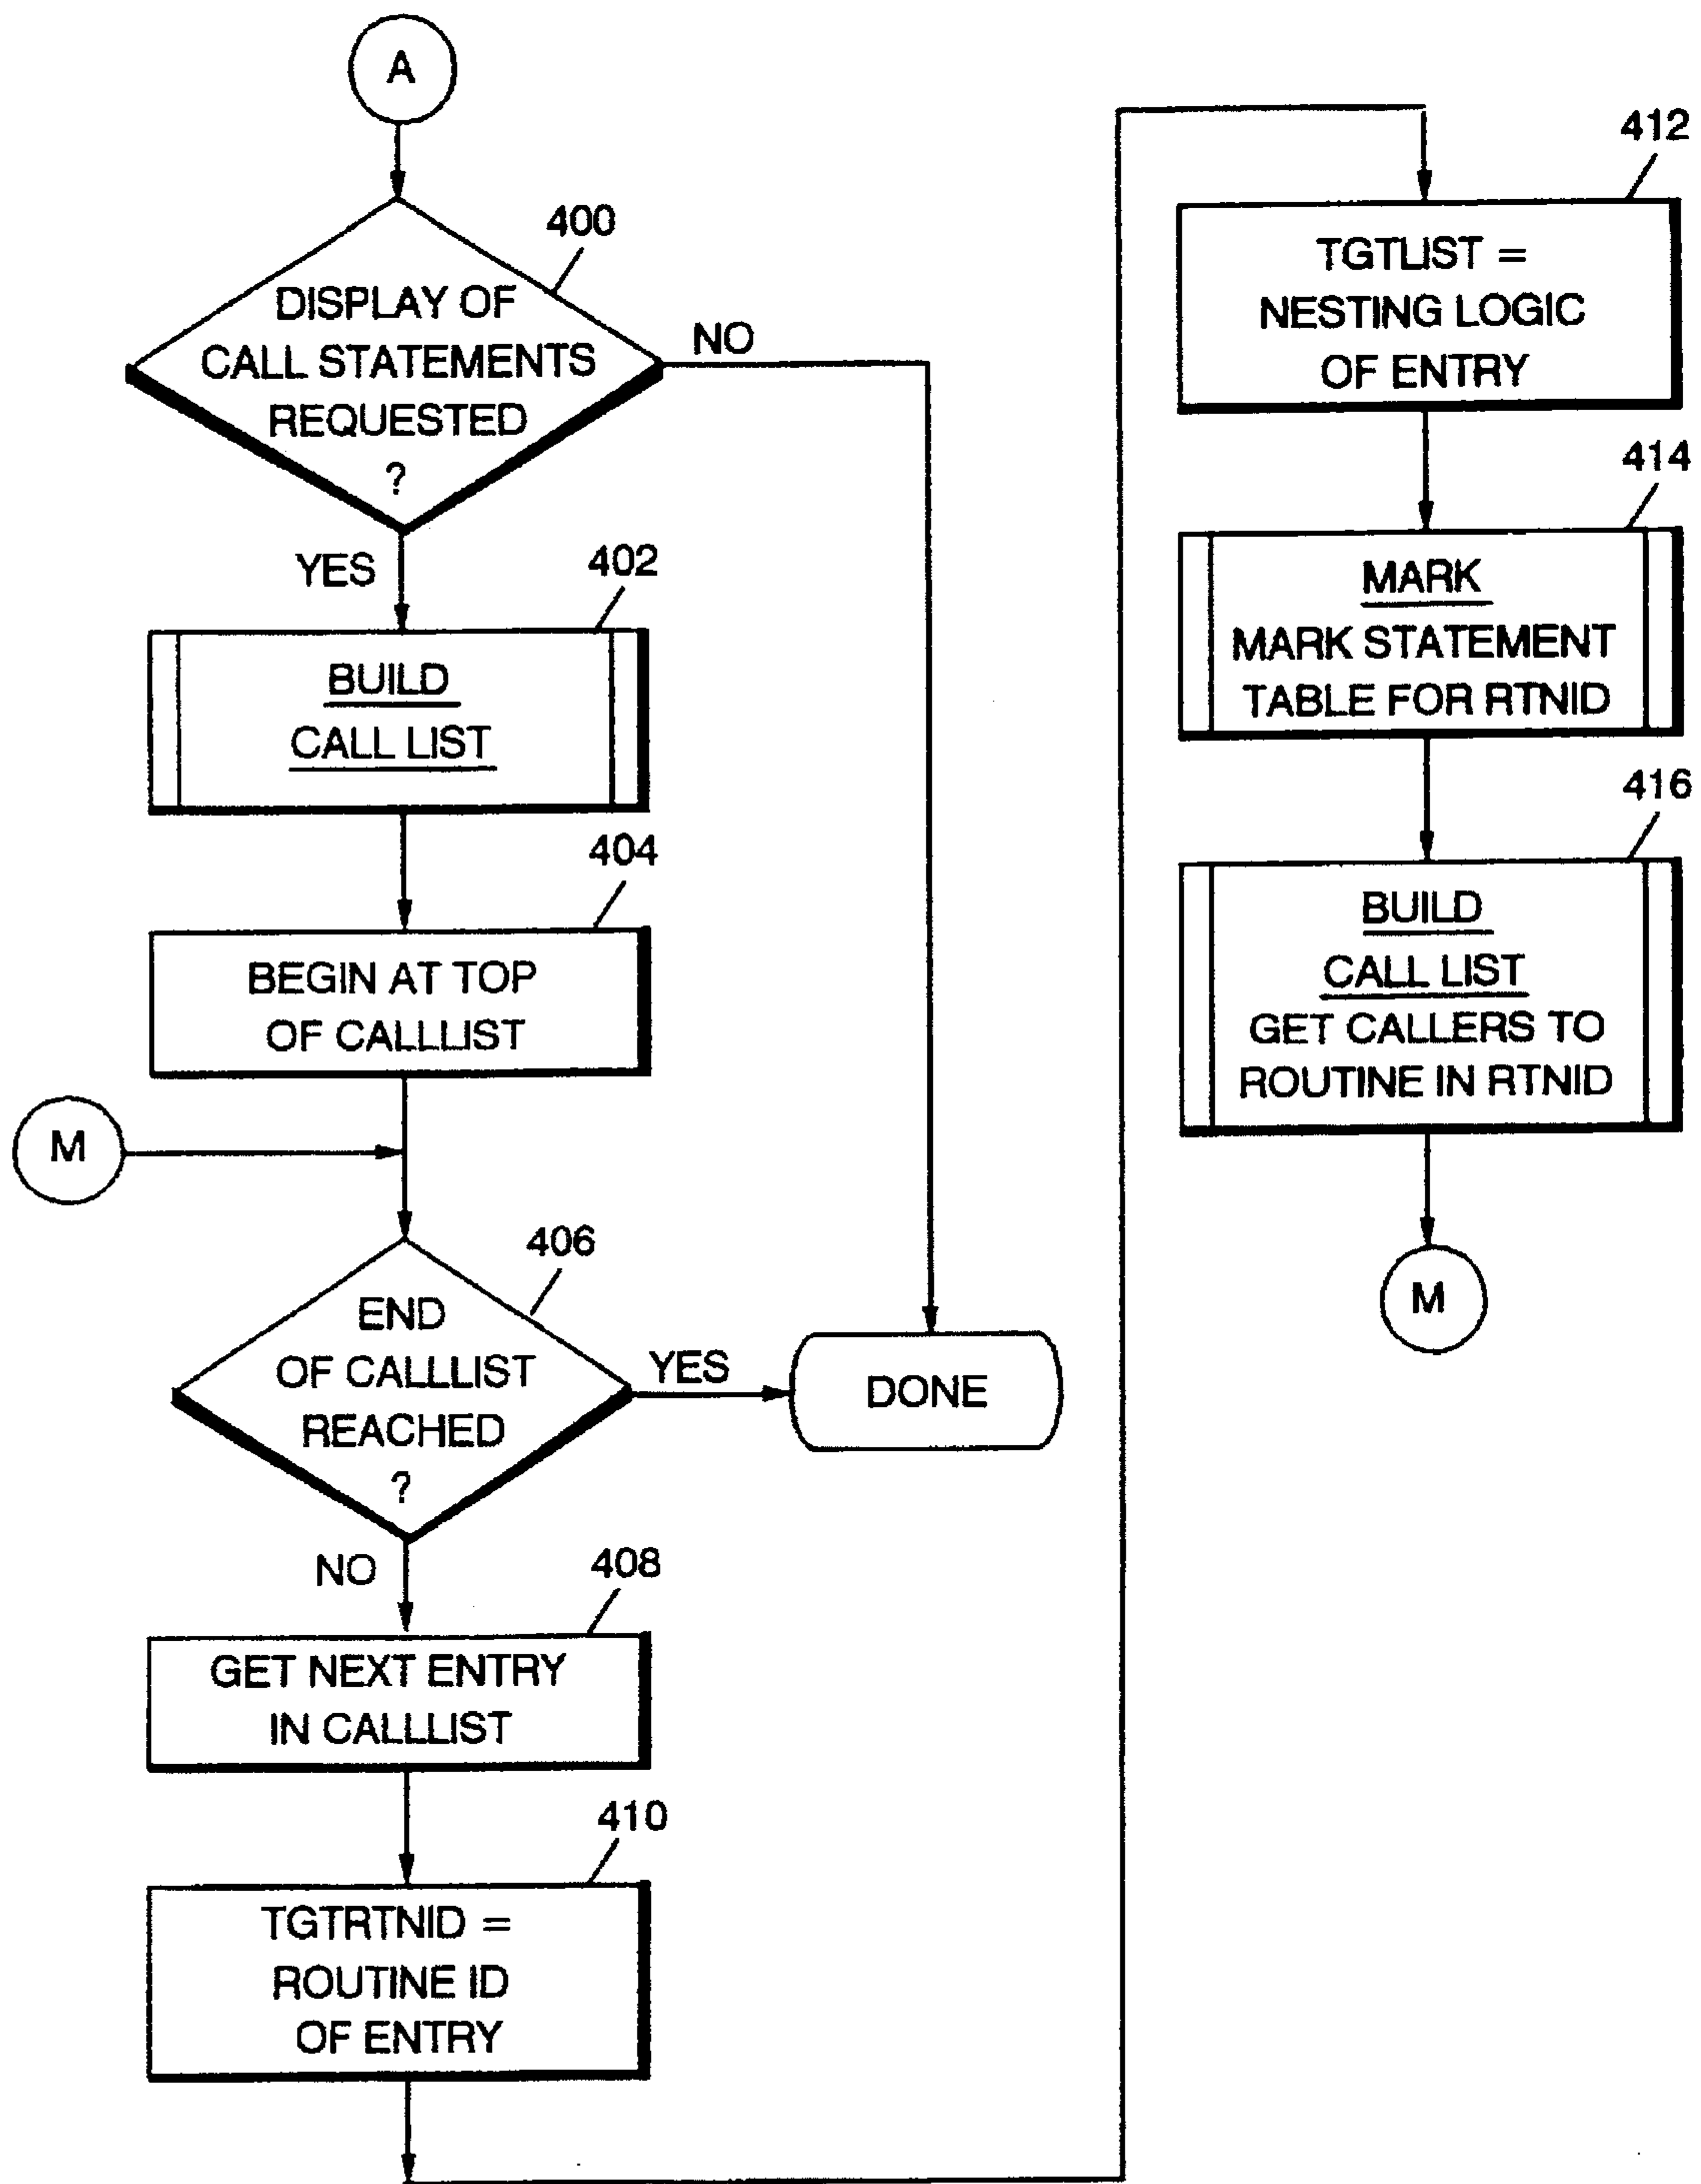 A
400
DISPLAY OF
CALL STATEMENTS
REQUESTED
?
NO
YES
402
BUILD
CALL LIST
404
BEGIN AT TOP
OF CALLLIST
M
406
END
OF CALLLIST
REACHED
?
YES
DONE
NO
408
GET NEXT ENTRY
IN CALLLIST
410
TGTRTNID =
ROUTINE ID
OF ENTRY
412
TGTLIST =
NESTING LOGIC
OF ENTRY
414
MARK
MARK STATEMENT
TABLE FOR RTNID
416
BUILD
CALL LIST
GET CALLERS TO
ROUTINE IN RTNID
M